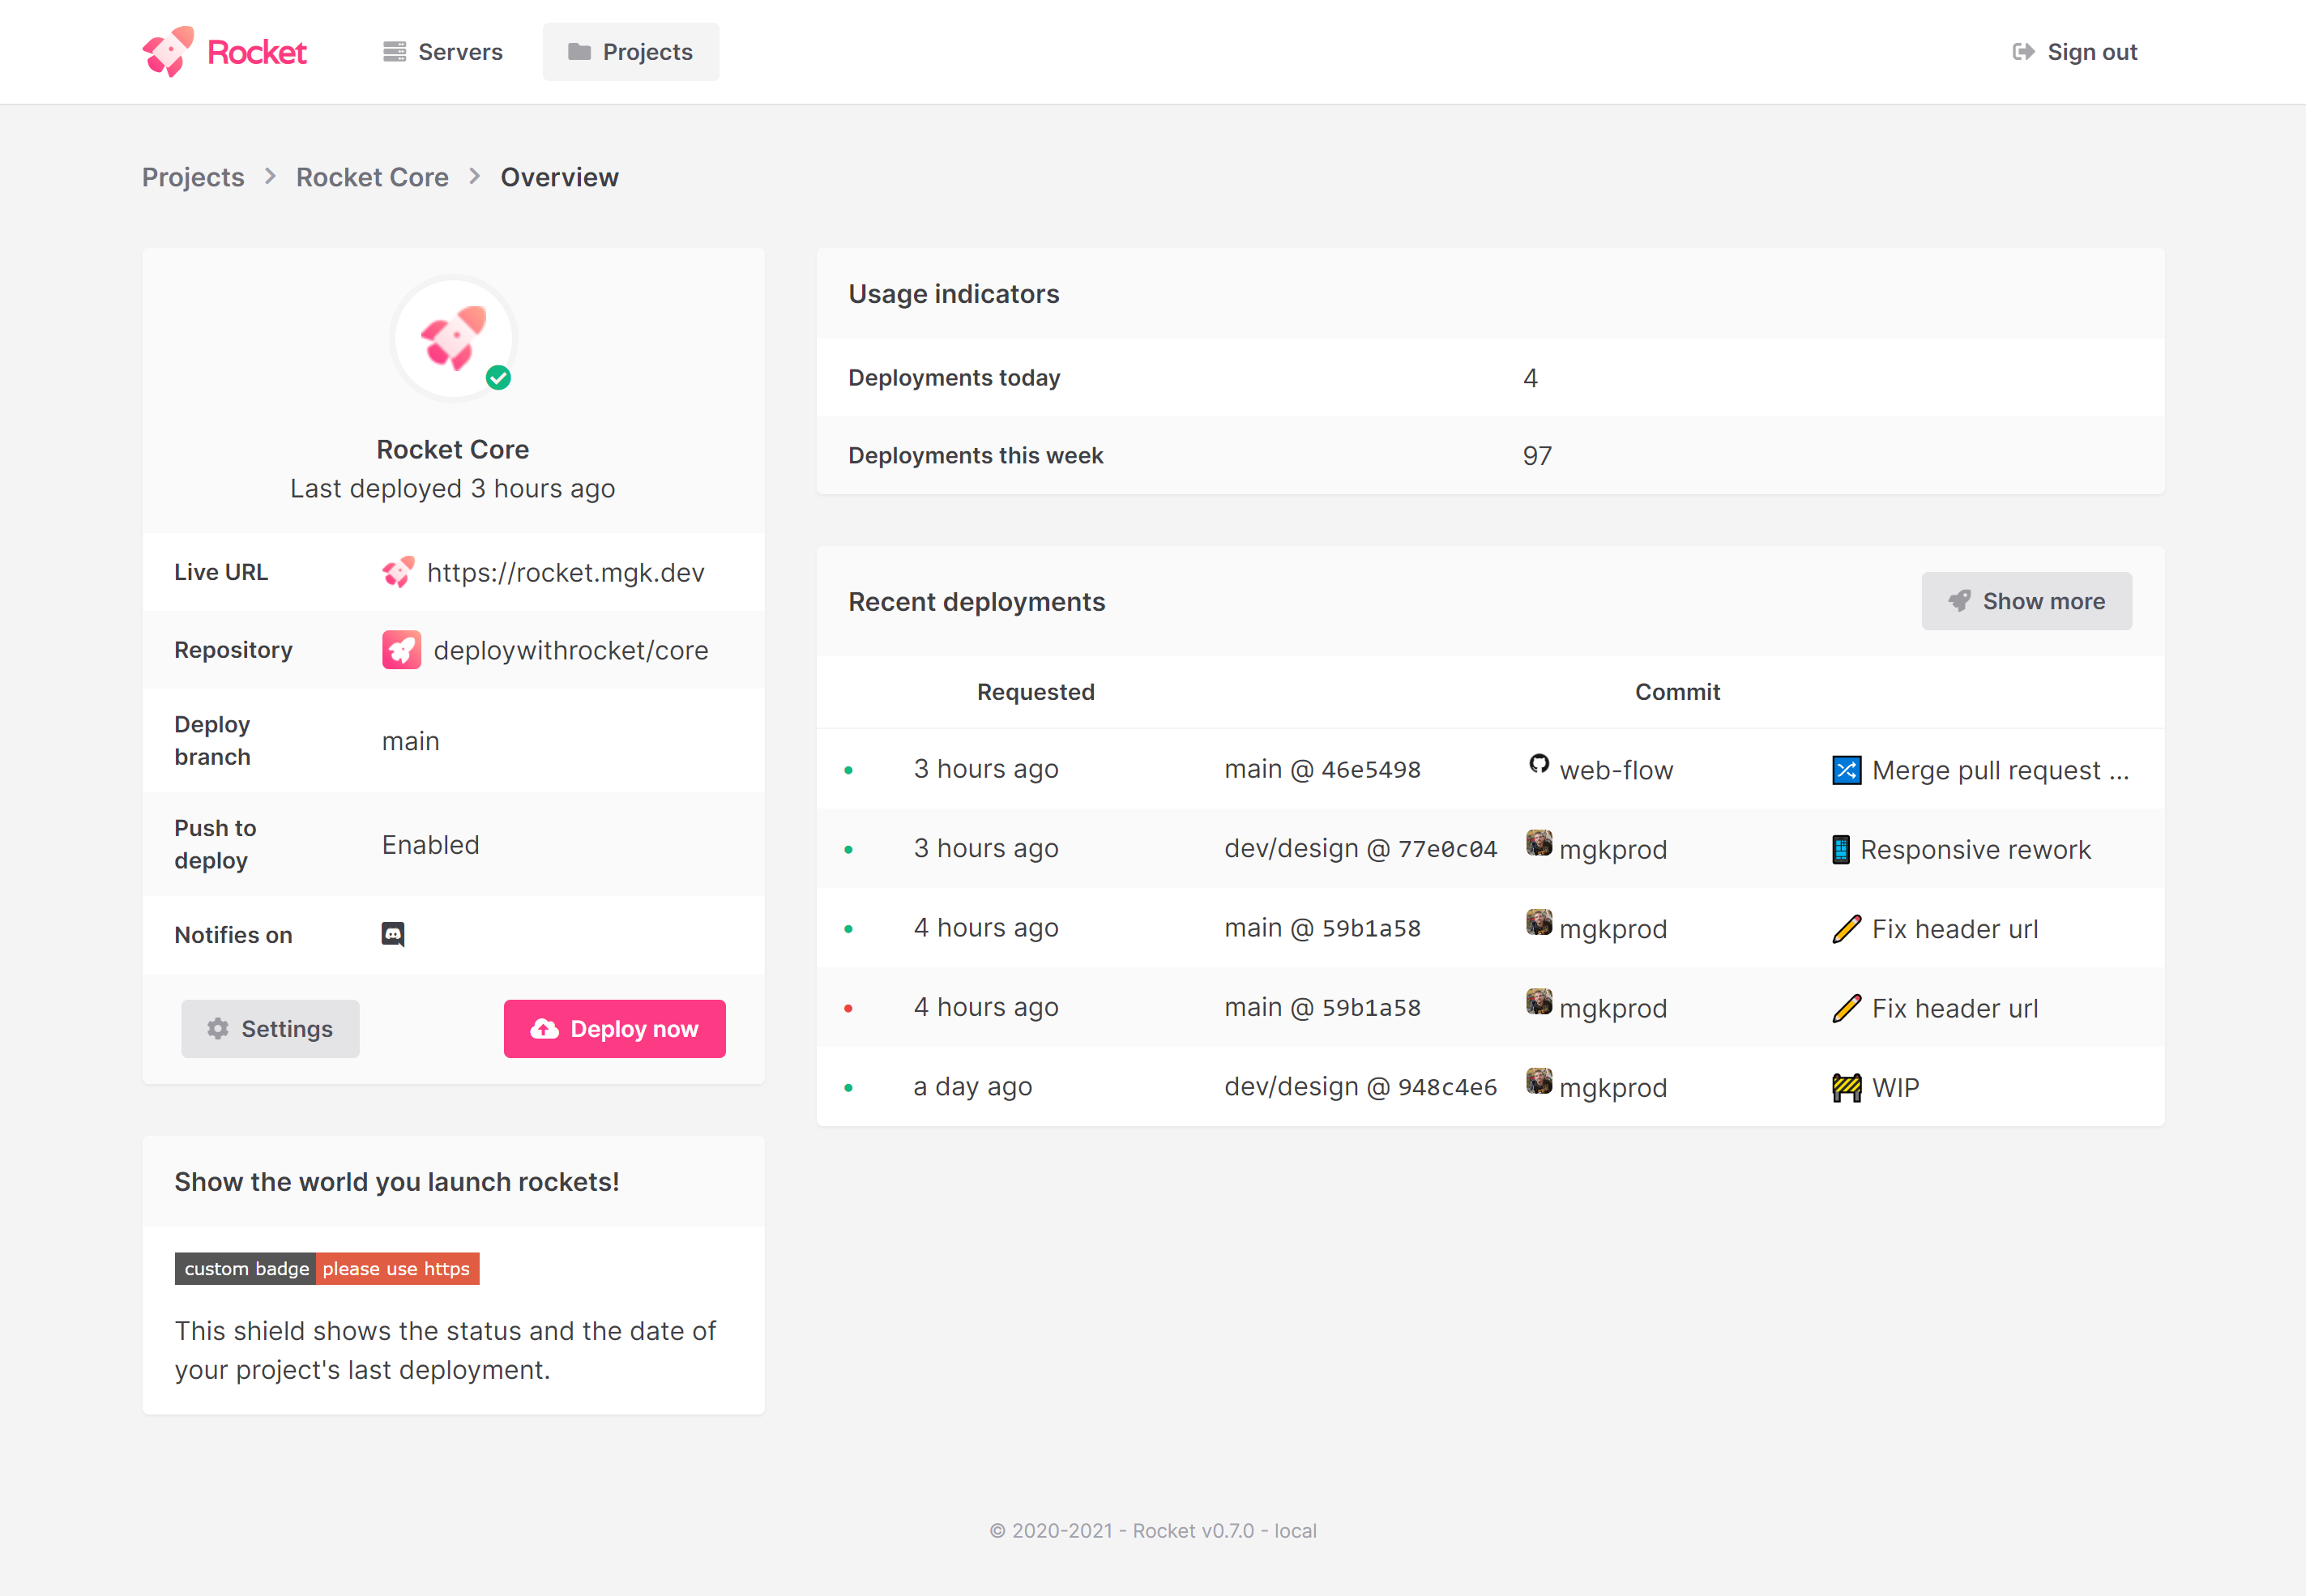 Rocket Servers Projects Sign out
Projects > Rocket Core > Overview
Rocket Core
Last deployed 3 hours ago
Live URL https://rocket.mgk.dev
Repository deploywithrocket/core
Deploy
branch
main
Push to
deploy
Enabled
Notifies on
Settings Deploy now
Show the world you launch rockets!
custom badge please use https
This shield shows the status and the date of
your project's last deployment.
Usage indicators
Deployments today 4
Deployments this week 97
Recent deployments Show more
Requested Commit
3 hours ago main @ 46e5498 web-flow Merge pull request ...
3 hours ago dev/design @ 77e0c04 mgkprod Responsive rework
4 hours ago main @ 59b1a58 mgkprod Fix header url
4 hours ago main @ 59b1a58 mgkprod Fix header url
a day ago dev/design @ 948c4e6 mgkprod WIP
© 2020-2021 - Rocket v0.7.0 - local